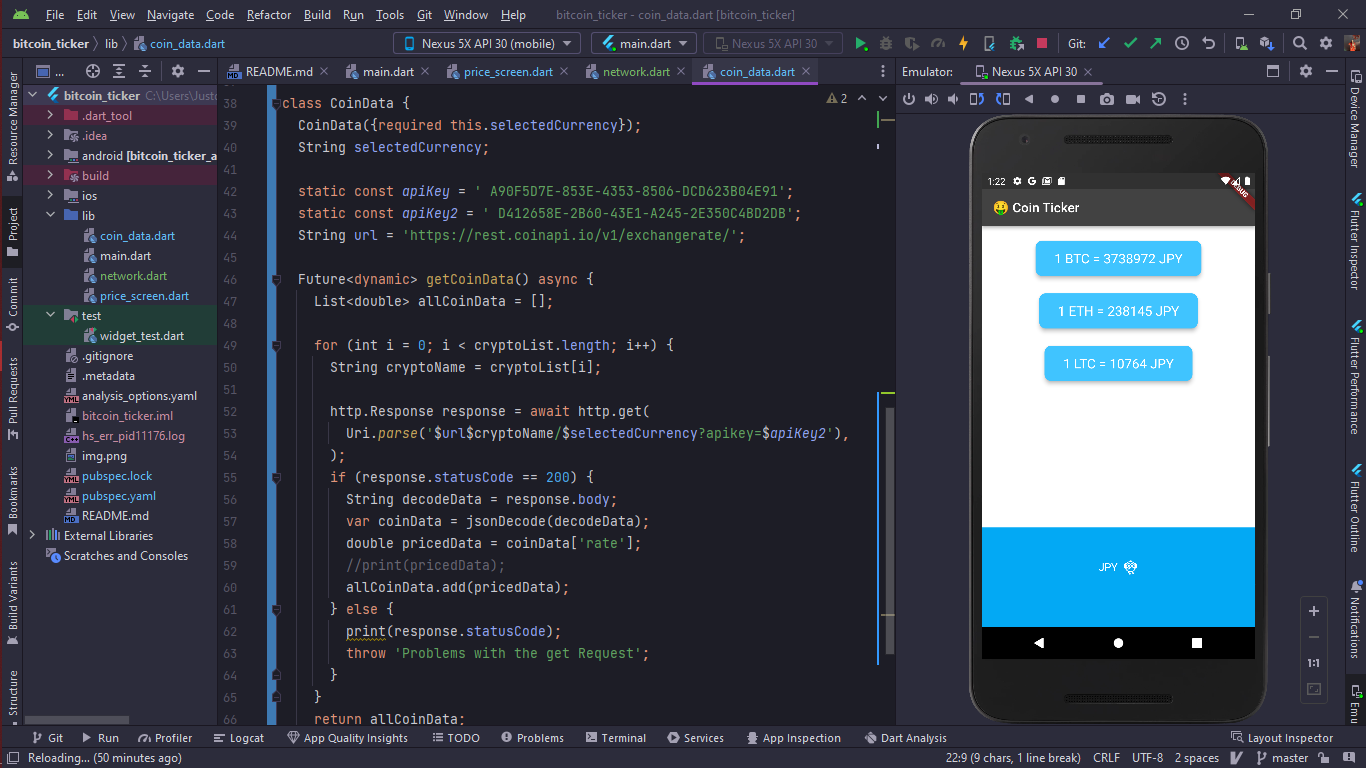 File Edit View Navigate Code Refactor Build Run Tools Git Window Help bitcoin_ticker - coin_data.dart [bitcoin_ticker]
bitcoin_ticker lib coin_data.dart Nexus 5X API 30 (mobile) main.dart Nexus 5X API 30 Git:
... README.md main.dart price_screen.dart network.dart coin_data.dart Emulator: Nexus 5X API 30
Resource Manager
Project
Commit
Pull Requests
Bookmarks
Build Variants
Structure
bitcoin_ticker C:\Users\Just
.dart_tool
.idea
android [bitcoin_ticker_a
build
ios
lib
coin_data.dart
main.dart
network.dart
price_screen.dart
test
widget_test.dart
.gitignore
.metadata
analysis_options.yaml
bitcoin_ticker.iml
hs_err_pid11176.log
img.png
pubspec.lock
pubspec.yaml
README.md
External Libraries
Scratches and Consoles
2
38 class CoinData {
39 CoinData({required this.selectedCurrency});
40 String selectedCurrency;
41
42 static const apiKey = ' A90F5D7E-853E-4353-8506-DCD623B04E91';
43 static const apiKey2 = ' D412658E-2B60-43E1-A245-2E350C4BD2DB';
44 String url = 'https://rest.coinapi.io/v1/exchangerate/';
45
46 Future<dynamic> getCoinData() async {
47 List<double> allCoinData = [];
48
49 for (int i = 0; i < cryptoList.length; i++) {
50 String cryptoName = cryptoList[i];
51
52 http.Response response = await http.get(
53 Uri.parse('$url$cryptoName/$selectedCurrency?apikey=$apiKey2'),
54 );
55 if (response.statusCode == 200) {
56 String decodeData = response.body;
57 var coinData = jsonDecode(decodeData);
58 double pricedData = coinData['rate'];
59 //print(pricedData);
60 allCoinData.add(pricedData);
61 } else {
62 print(response.statusCode);
63 throw 'Problems with the get Request';
64 }
65 }
66 return allCoinData;
1:22 G
DEBUG
Coin Ticker
1 BTC = 3738972 JPY
1 ETH = 238145 JPY
1 LTC = 10764 JPY
JPY
1:1
Device Manager
Flutter Inspector
Flutter Performance
Flutter Outline
Notifications
Emu
Git Run Profiler Logcat App Quality Insights TODO Problems Terminal Services App Inspection Dart Analysis Layout Inspector
Reloading... (50 minutes ago) 22:9 (9 chars, 1 line break) CRLF UTF-8 2 spaces master